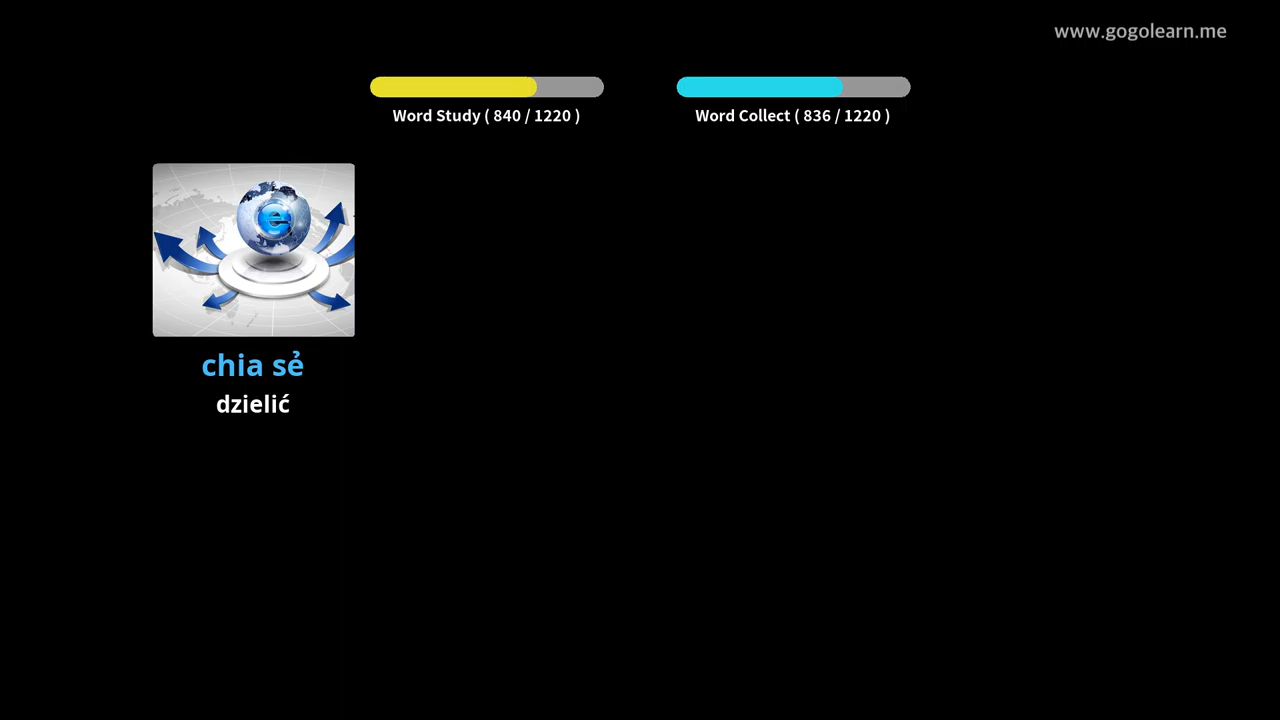 www.gogolearn.me
Word Study ( 840 / 1220 )
Word Collect ( 836 / 1220 )
e
chia sẻ
dzielić